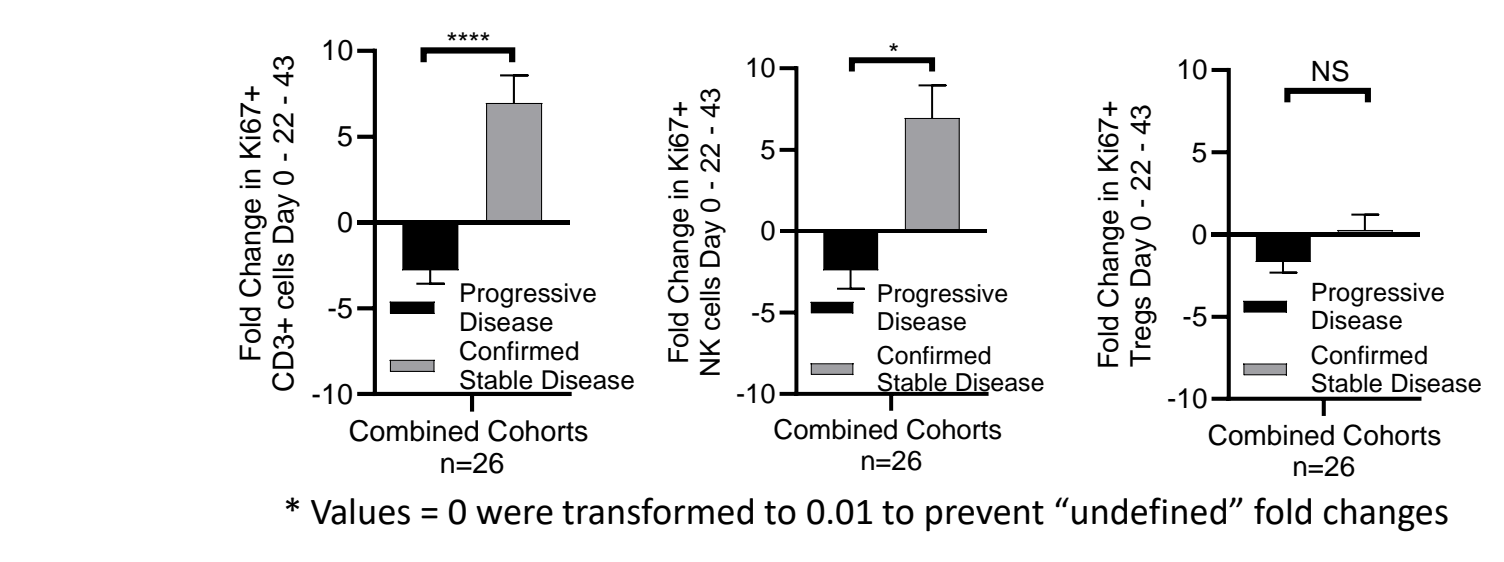 Fold Change in Ki67+
CD3+ cells Day 0 - 22 - 43
10
5
0
-5
-10
****
Progressive
Disease
Confirmed
Stable Disease
Combined Cohorts
n=26
Fold Change in Ki67+
NK cells Day 0 - 22 - 43
10
5
0
-5
-10
*
Progressive
Disease
Confirmed
Stable Disease
Combined Cohorts
n=26
Fold Change in Ki67+
Tregs Day 0 - 22 - 43
10
5
0
-5
-10
NS
Progressive
Disease
Confirmed
Stable Disease
Combined Cohorts
n=26
* Values = 0 were transformed to 0.01 to prevent “undefined” fold changes